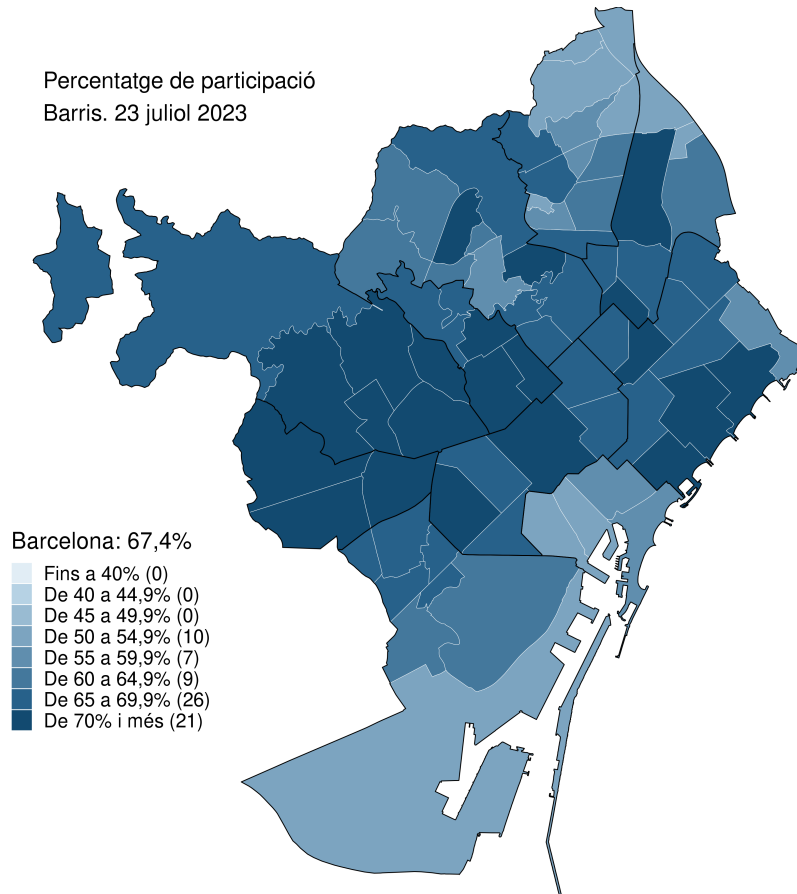 Percentatge de participació
Barris. 23 juliol 2023
Barcelona: 67,4%
Fins a 40% (0)
De 40 a 44,9% (0)
De 45 a 49,9% (0)
De 50 a 54,9% (10)
De 55 a 59,9% (7)
De 60 a 64,9% (9)
De 65 a 69,9% (26)
De 70% i més (21)